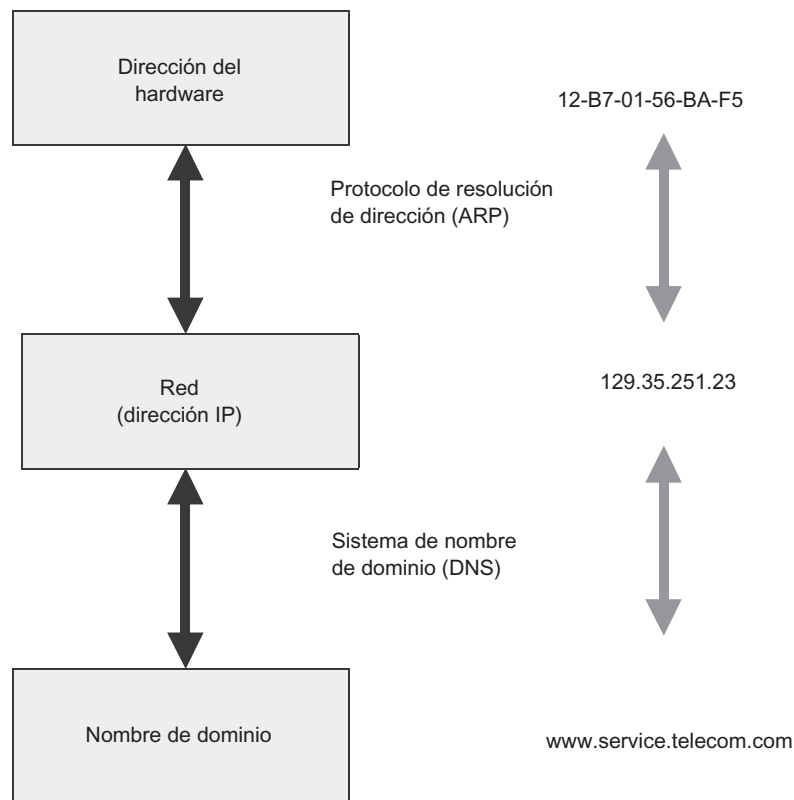 Dirección del
hardware
12-B7-01-56-BA-F5
Protocolo de resolución
de dirección (ARP)
Red
(dirección IP)
129.35.251.23
Sistema de nombre
de dominio (DNS)
Nombre de dominio
www.service.telecom.com